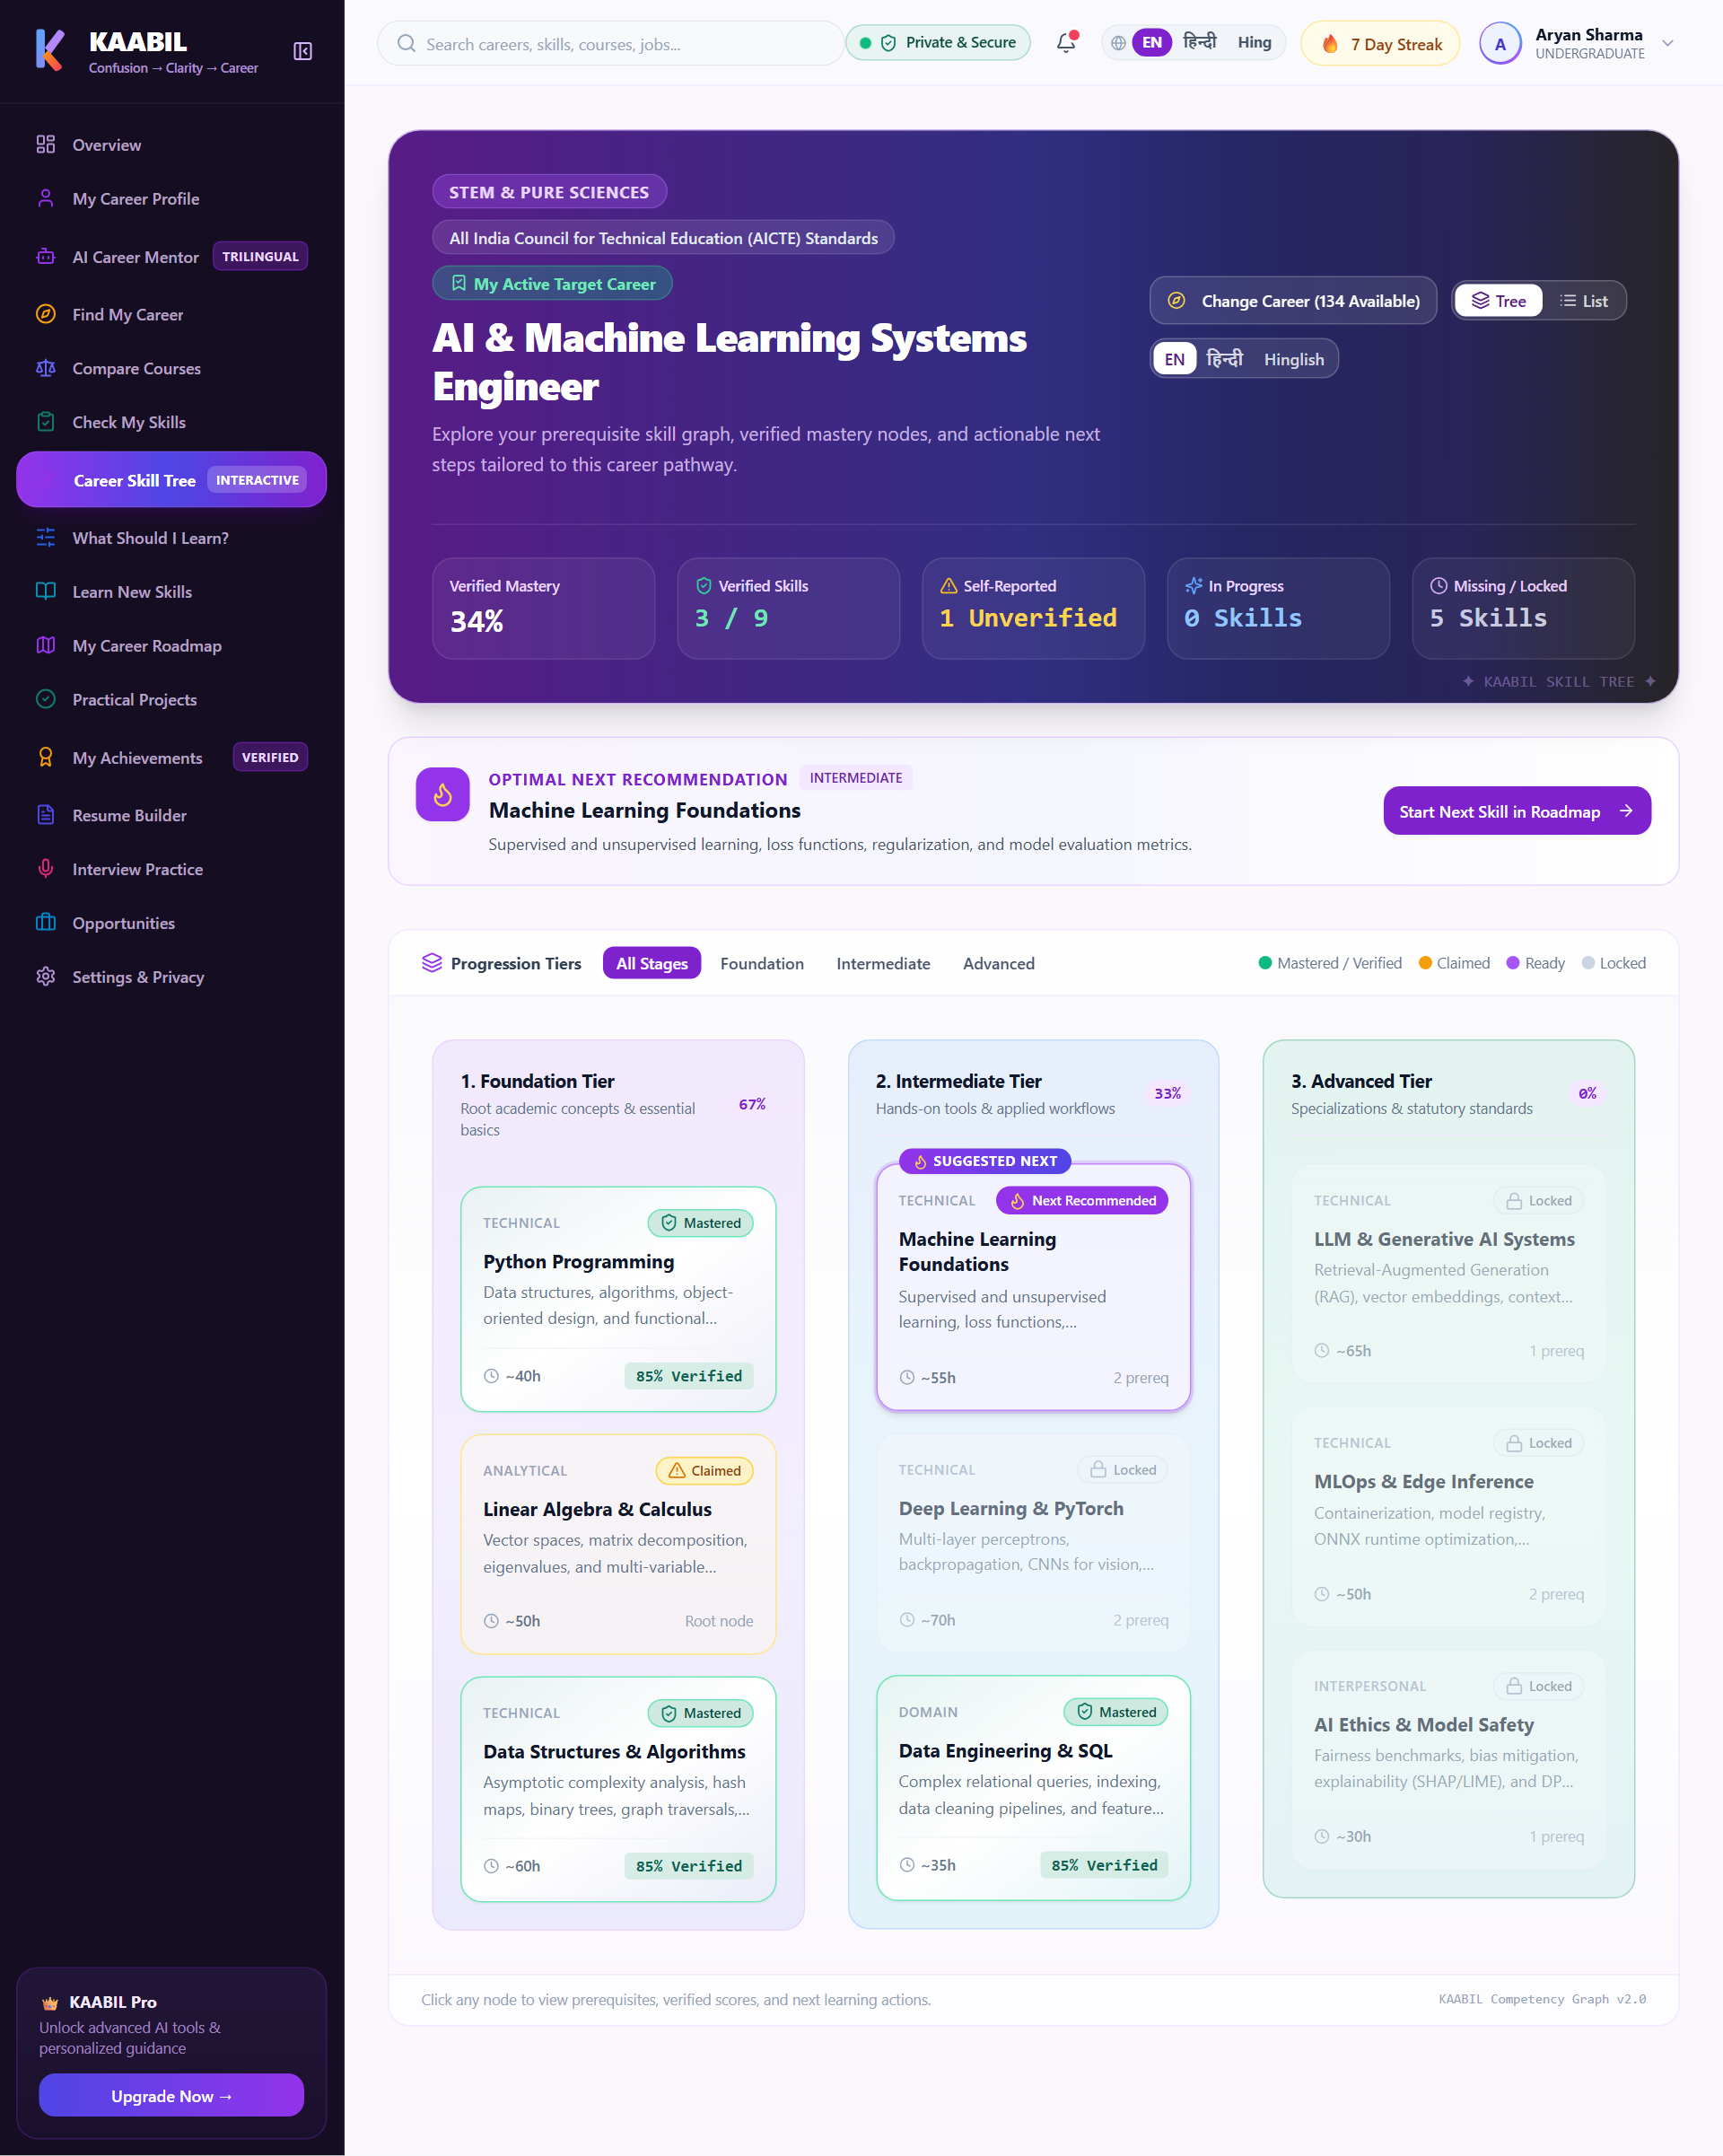 KAABIL
Confusion → Clarity → Career
Overview
My Career Profile
AI Career Mentor TRILINGUAL
Find My Career
Compare Courses
Check My Skills
Career Skill Tree INTERACTIVE
What Should I Learn?
Learn New Skills
My Career Roadmap
Practical Projects
My Achievements VERIFIED
Resume Builder
Interview Practice
Opportunities
Settings & Privacy
KAABIL Pro
Unlock advanced AI tools &
personalized guidance
Upgrade Now →
Search careers, skills, courses, jobs...
Private & Secure
EN हिन्दी Hing
7 Day Streak
A
Aryan Sharma
UNDERGRADUATE
STEM & PURE SCIENCES
All India Council for Technical Education (AICTE) Standards
My Active Target Career
AI & Machine Learning Systems
Engineer
Explore your prerequisite skill graph, verified mastery nodes, and actionable next
steps tailored to this career pathway.
Change Career (134 Available)
Tree List
EN हिन्दी Hinglish
Verified Mastery
34%
Verified Skills
3 / 9
Self-Reported
1 Unverified
In Progress
0 Skills
Missing / Locked
5 Skills
✦ KAABIL SKILL TREE ✦
OPTIMAL NEXT RECOMMENDATION INTERMEDIATE
Machine Learning Foundations
Supervised and unsupervised learning, loss functions, regularization, and model evaluation metrics.
Start Next Skill in Roadmap →
Progression Tiers All Stages Foundation Intermediate Advanced
Mastered / Verified Claimed Ready Locked
1. Foundation Tier
Root academic concepts & essential
basics
67%
TECHNICAL Mastered
Python Programming
Data structures, algorithms, object-
oriented design, and functional...
~40h 85% Verified
ANALYTICAL Claimed
Linear Algebra & Calculus
Vector spaces, matrix decomposition,
eigenvalues, and multi-variable...
~50h Root node
TECHNICAL Mastered
Data Structures & Algorithms
Asymptotic complexity analysis, hash
maps, binary trees, graph traversals,...
~60h 85% Verified
2. Intermediate Tier
Hands-on tools & applied workflows
33%
SUGGESTED NEXT
TECHNICAL Next Recommended
Machine Learning
Foundations
Supervised and unsupervised
learning, loss functions,...
~55h 2 prereq
TECHNICAL Locked
Deep Learning & PyTorch
Multi-layer perceptrons,
backpropagation, CNNs for vision,...
~70h 2 prereq
DOMAIN Mastered
Data Engineering & SQL
Complex relational queries, indexing,
data cleaning pipelines, and feature...
~35h 85% Verified
3. Advanced Tier
Specializations & statutory standards
0%
TECHNICAL Locked
LLM & Generative AI Systems
Retrieval-Augmented Generation
(RAG), vector embeddings, context...
~65h 1 prereq
TECHNICAL Locked
MLOps & Edge Inference
Containerization, model registry,
ONNX runtime optimization,...
~50h 2 prereq
INTERPERSONAL Locked
AI Ethics & Model Safety
Fairness benchmarks, bias mitigation,
explainability (SHAP/LIME), and DP...
~30h 1 prereq
Click any node to view prerequisites, verified scores, and next learning actions.
KAABIL Competency Graph v2.0